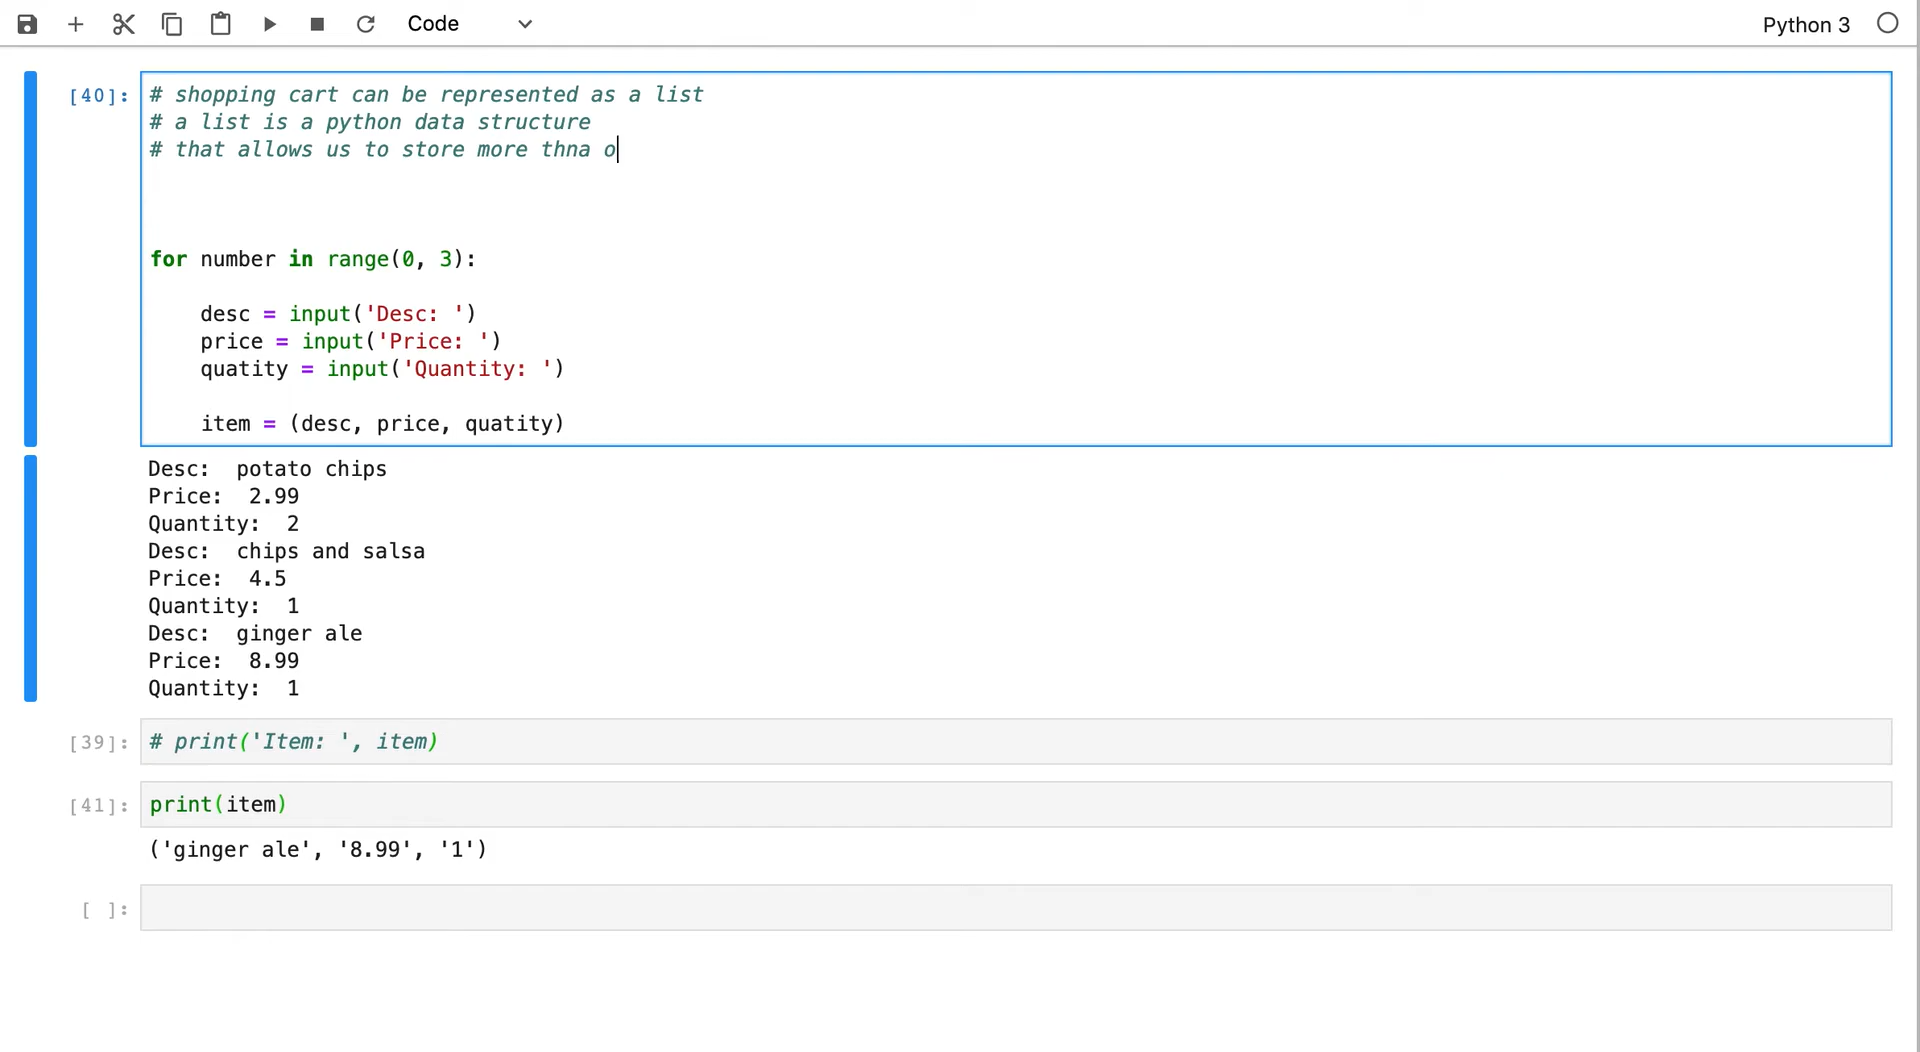 Code
Python 3
[40]:
# shopping cart can be represented as a list
# a list is a python data structure
# that allows us to store more thna o
for number in range(0, 3):
desc = input('Desc: ')
price = input('Price: ')
quatity = input('Quantity: ')
item = (desc, price, quatity)
Desc:  potato chips
Price:  2.99
Quantity:  2
Desc:  chips and salsa
Price:  4.5
Quantity:  1
Desc:  ginger ale
Price:  8.99
Quantity:  1
[39]: # print('Item: ', item)
[41]: print(item)
('ginger ale', '8.99', '1')
[ ]: